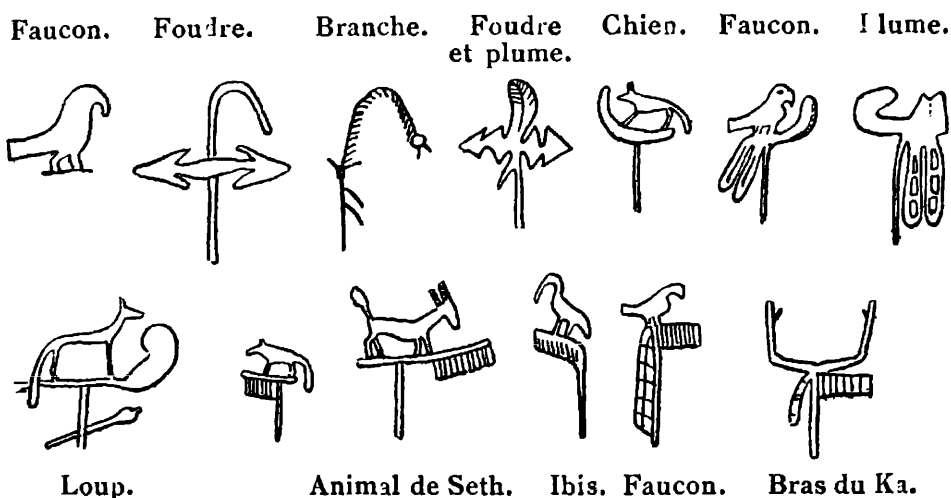 Faucon. Foudre. Branche. Foudre et plume. Chien. Faucon. Plume.
Loup. Animal de Seth. Ibis. Faucon. Bras du Ka.